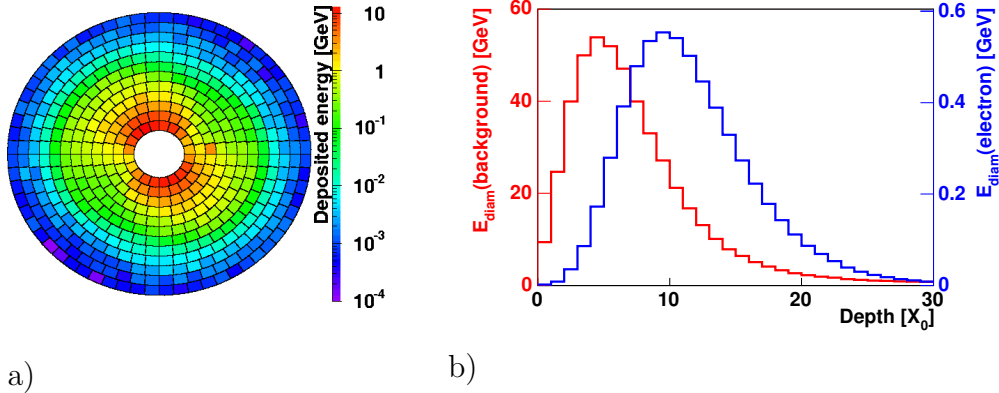 Deposited energy [GeV]
10
1
10^-1
10^-2
10^-3
10^-4
a)
E_diam(background) [GeV]
60
40
20
0
E_diam(electron) [GeV]
0.6
0.4
0.2
0
0 10 20 30
Depth [X_0]
b)